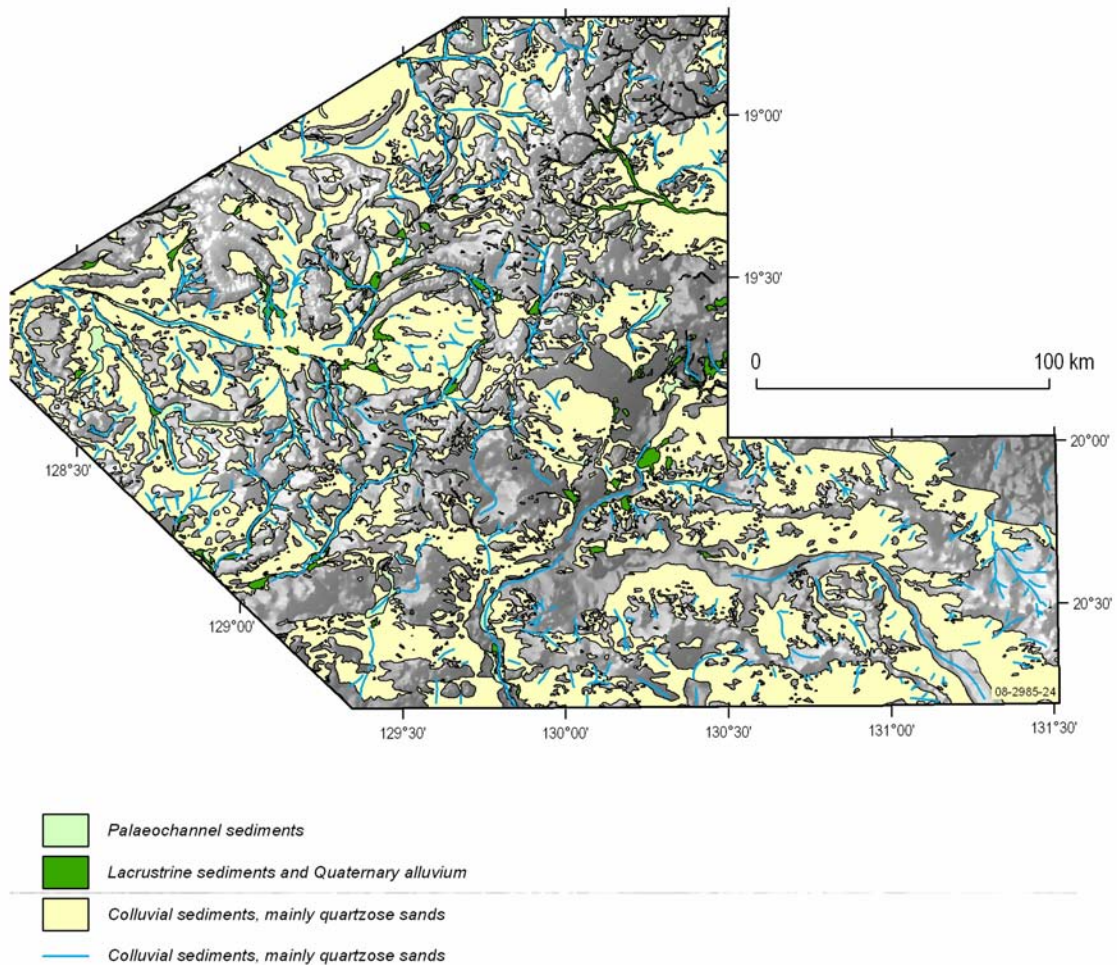 19°00'
19°30'
0
100 km
20°00'
128°30'
20°30'
129°00'
08-2985-24
129°30'
130°00'
130°30'
131°00'
131°30'
Palaeochannel sediments
Lacrustrine sediments and Quaternary alluvium
Colluvial sediments, mainly quartzose sands
Colluvial sediments, mainly quartzose sands